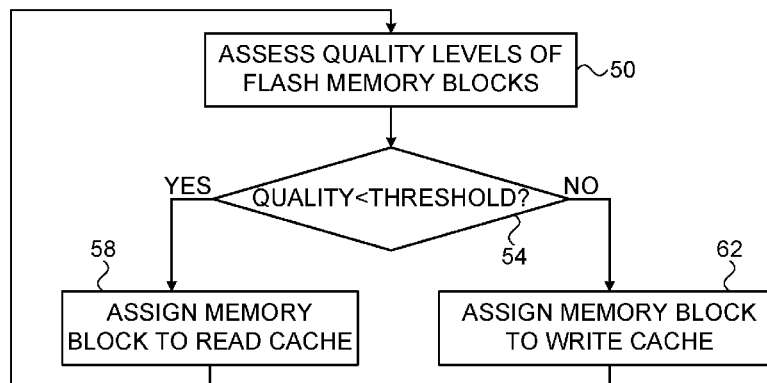 ASSESS QUALITY LEVELS OF
FLASH MEMORY BLOCKS
50
YES
QUALITY<THRESHOLD?
NO
54
58
62
ASSIGN MEMORY
BLOCK TO READ CACHE
ASSIGN MEMORY BLOCK
TO WRITE CACHE